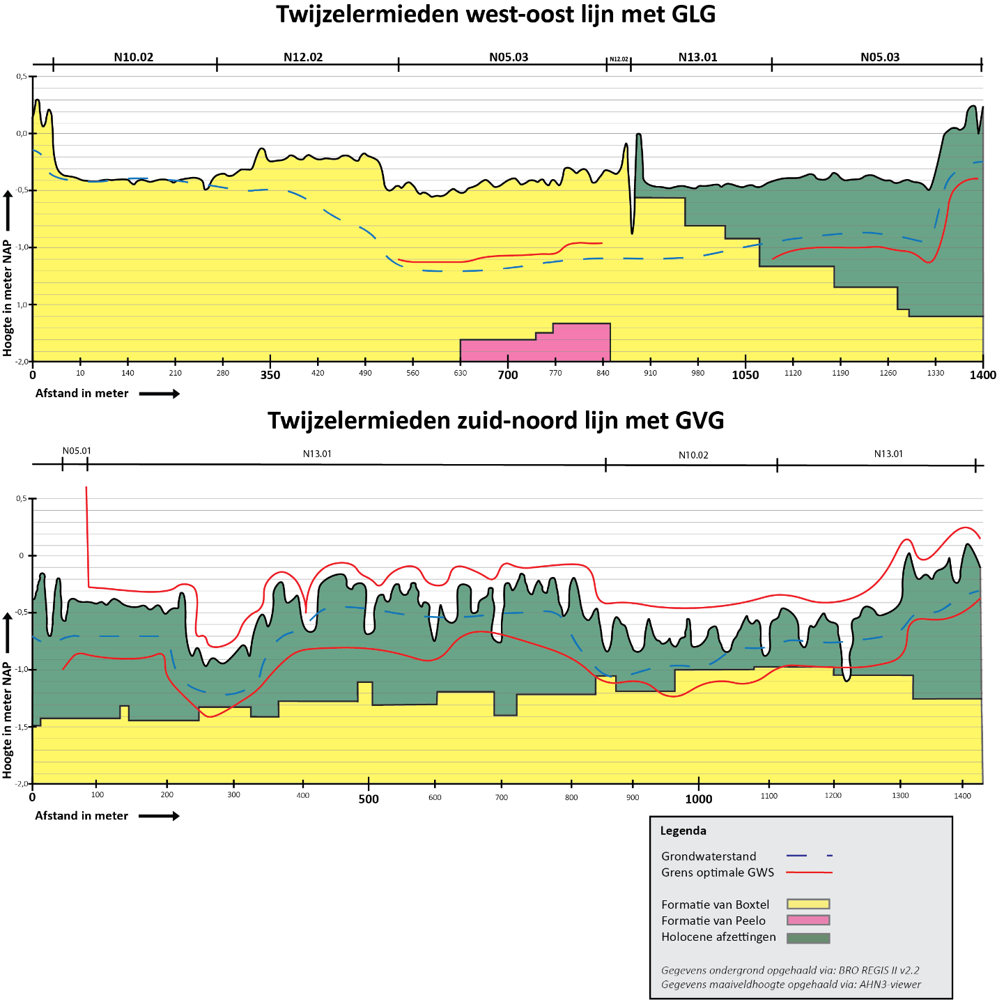 Twijzelermieden west-oost lijn met GLG
N10.02 N12.02 N05.03 N12.02 N13.01 N05.03
0,5
0,0
-0,5
-1,0
1,0
-2,0
Hoogte in meter NAP
0 10 140 210 280 350 420 490 560 630 700 770 840 910 980 1050 1120 1190 1260 1330 1400
Afstand in meter
Twijzelermieden zuid-noord lijn met GVG
N05.01 N13.01 N10.02 N13.01
0,5
0
-0,5
-1,0
-1,5
-2,0
Hoogte in meter NAP
0 100 200 300 400 500 600 700 800 900 1000 1100 1200 1300 1400
Afstand in meter
Legenda
Grondwaterstand
Grens optimale GWS
Formatie van Boxtel
Formatie van Peelo
Holocene afzettingen
Gegevens ondergrond opgehaald via: BRO REGIS II v2.2
Gegevens maaiveldhoogte opgehaald via: AHN3-viewer